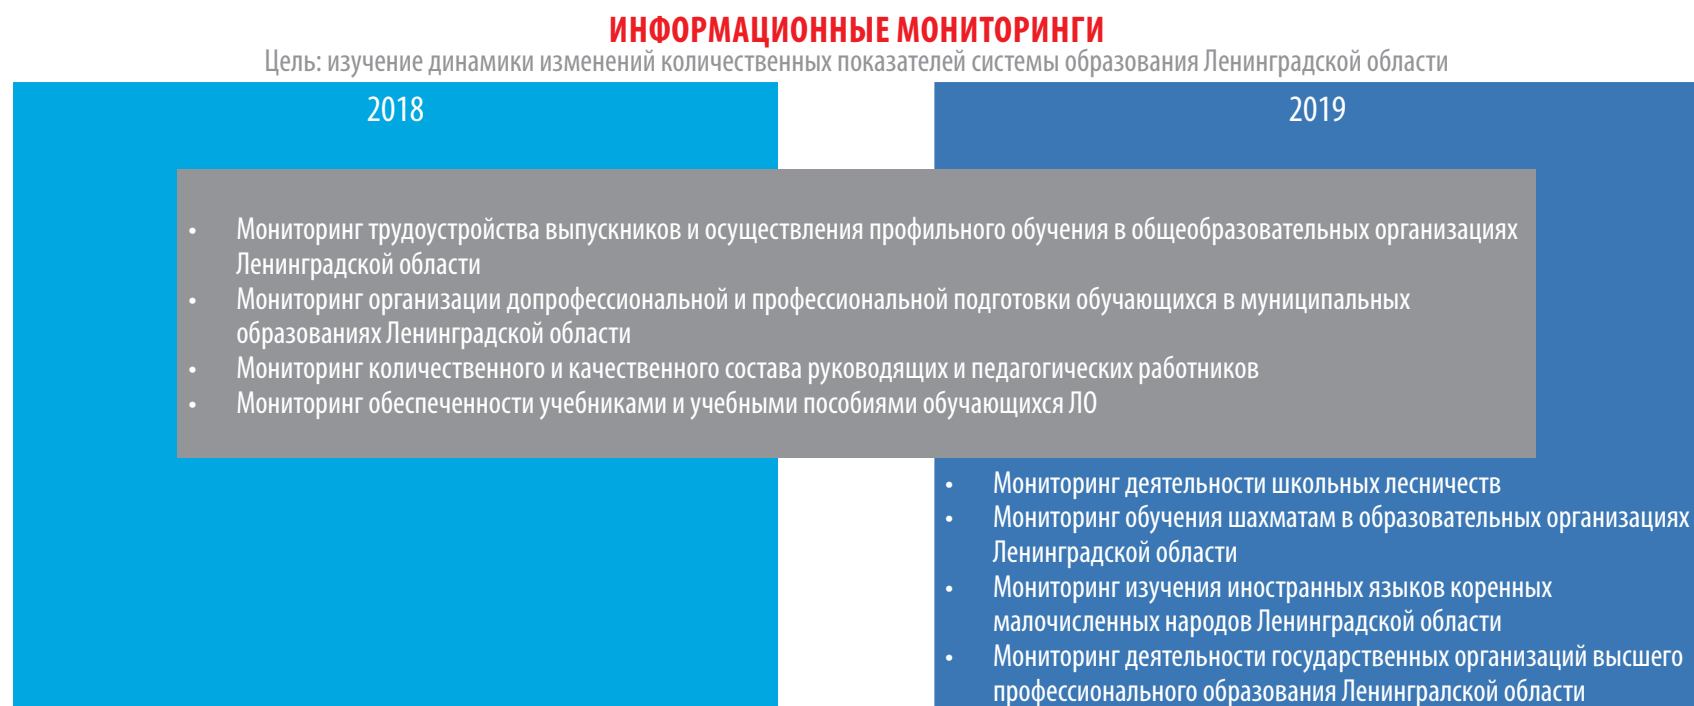 ИНФОРМАЦИОННЫЕ МОНИТОРИНГИ
Цель: изучение динамики изменений количественных показателей системы образования Ленинградской области
2018
2019
• Мониторинг трудоустройства выпускников и осуществления профильного обучения в общеобразовательных организациях
Ленинградской области
• Мониторинг организации допрофессиональной и профессиональной подготовки обучающихся в муниципальных
образованиях Ленинградской области
• Мониторинг количественного и качественного состава руководящих и педагогических работников
• Мониторинг обеспеченности учебниками и учебными пособиями обучающихся ЛО
• Мониторинг деятельности школьных лесничеств
• Мониторинг обучения шахматам в образовательных организациях
Ленинградской области
• Мониторинг изучения иностранных языков коренных
малочисленных народов Ленинградской области
• Мониторинг деятельности государственных организаций высшего
профессионального образования Ленингралской области